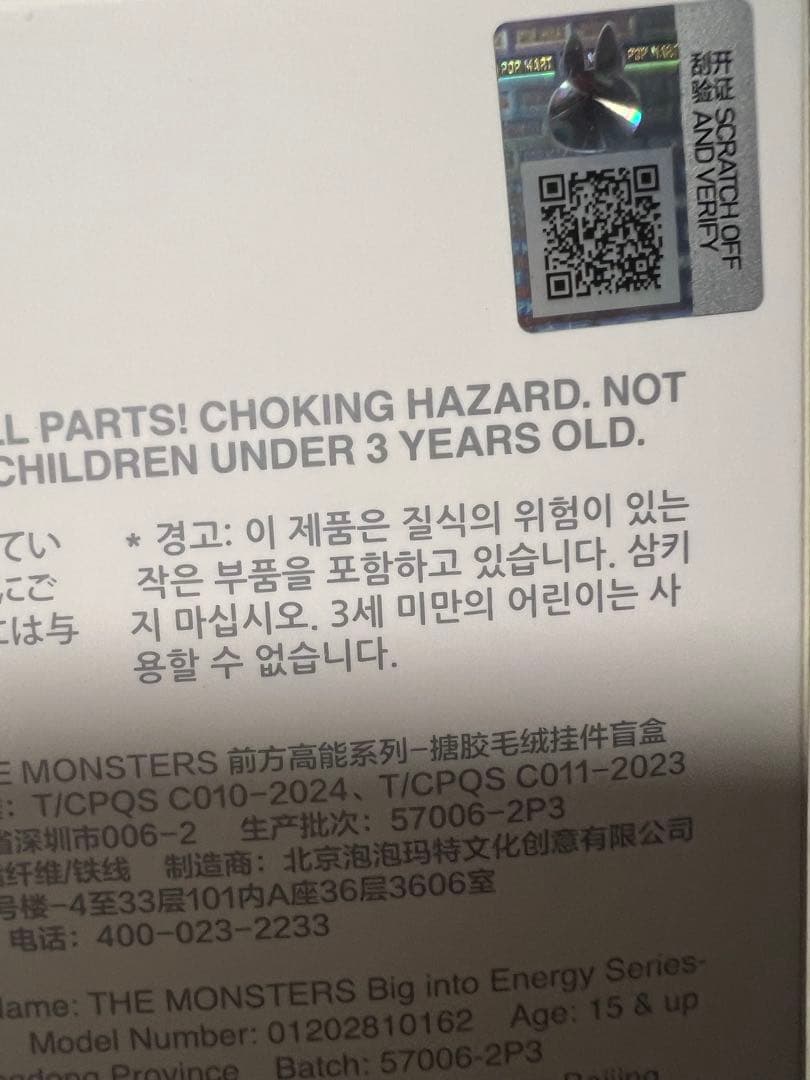 POP MART
POP MART
刮开
验证
SCRATCH OFF
AND VERIFY
LL PARTS! CHOKING HAZARD. NOT
CHILDREN UNDER 3 YEARS OLD.
てい
にご
には与
* 경고: 이 제품은 질식의 위험이 있는
작은 부품을 포함하고 있습니다. 삼키
지 마십시오. 3세 미만의 어린이는 사
용할 수 없습니다.
E MONSTERS 前方高能系列-搪胶毛绒挂件盲盒
: T/CPQS C010-2024、T/CPQS C011-2023
省深圳市006-2 生产批次: 57006-2P3
纤维/铁线 制造商: 北京泡泡玛特文化创意有限公司
号楼-4至33层101内A座36层3606室
电话: 400-023-2233
Name: THE MONSTERS Big into Energy Series-
Model Number: 01202810162 Age: 15 & up
gdong Province Batch: 57006-2P3
Beijing